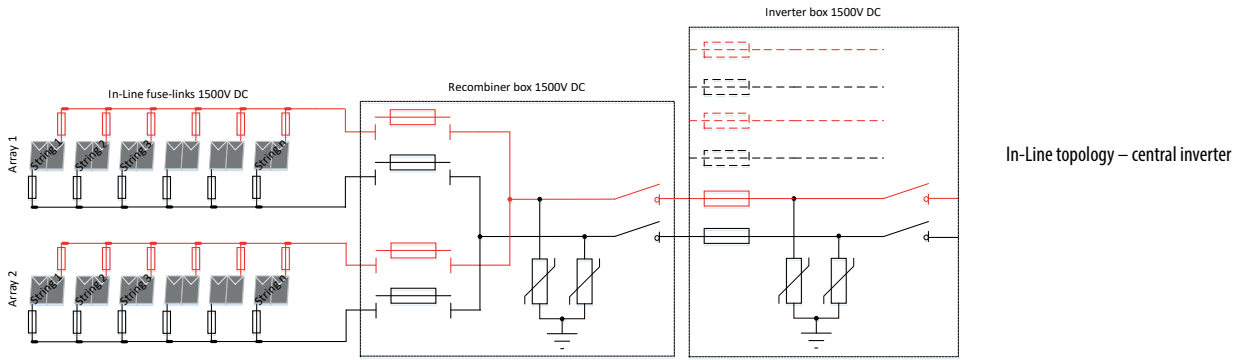 Inverter box 1500V DC
In-Line fuse-links 1500V DC
Recombiner box 1500V DC
Array 1
String 1
String 2
String 3
String n
In-Line topology – central inverter
Array 2
String 1
String 2
String 3
String n